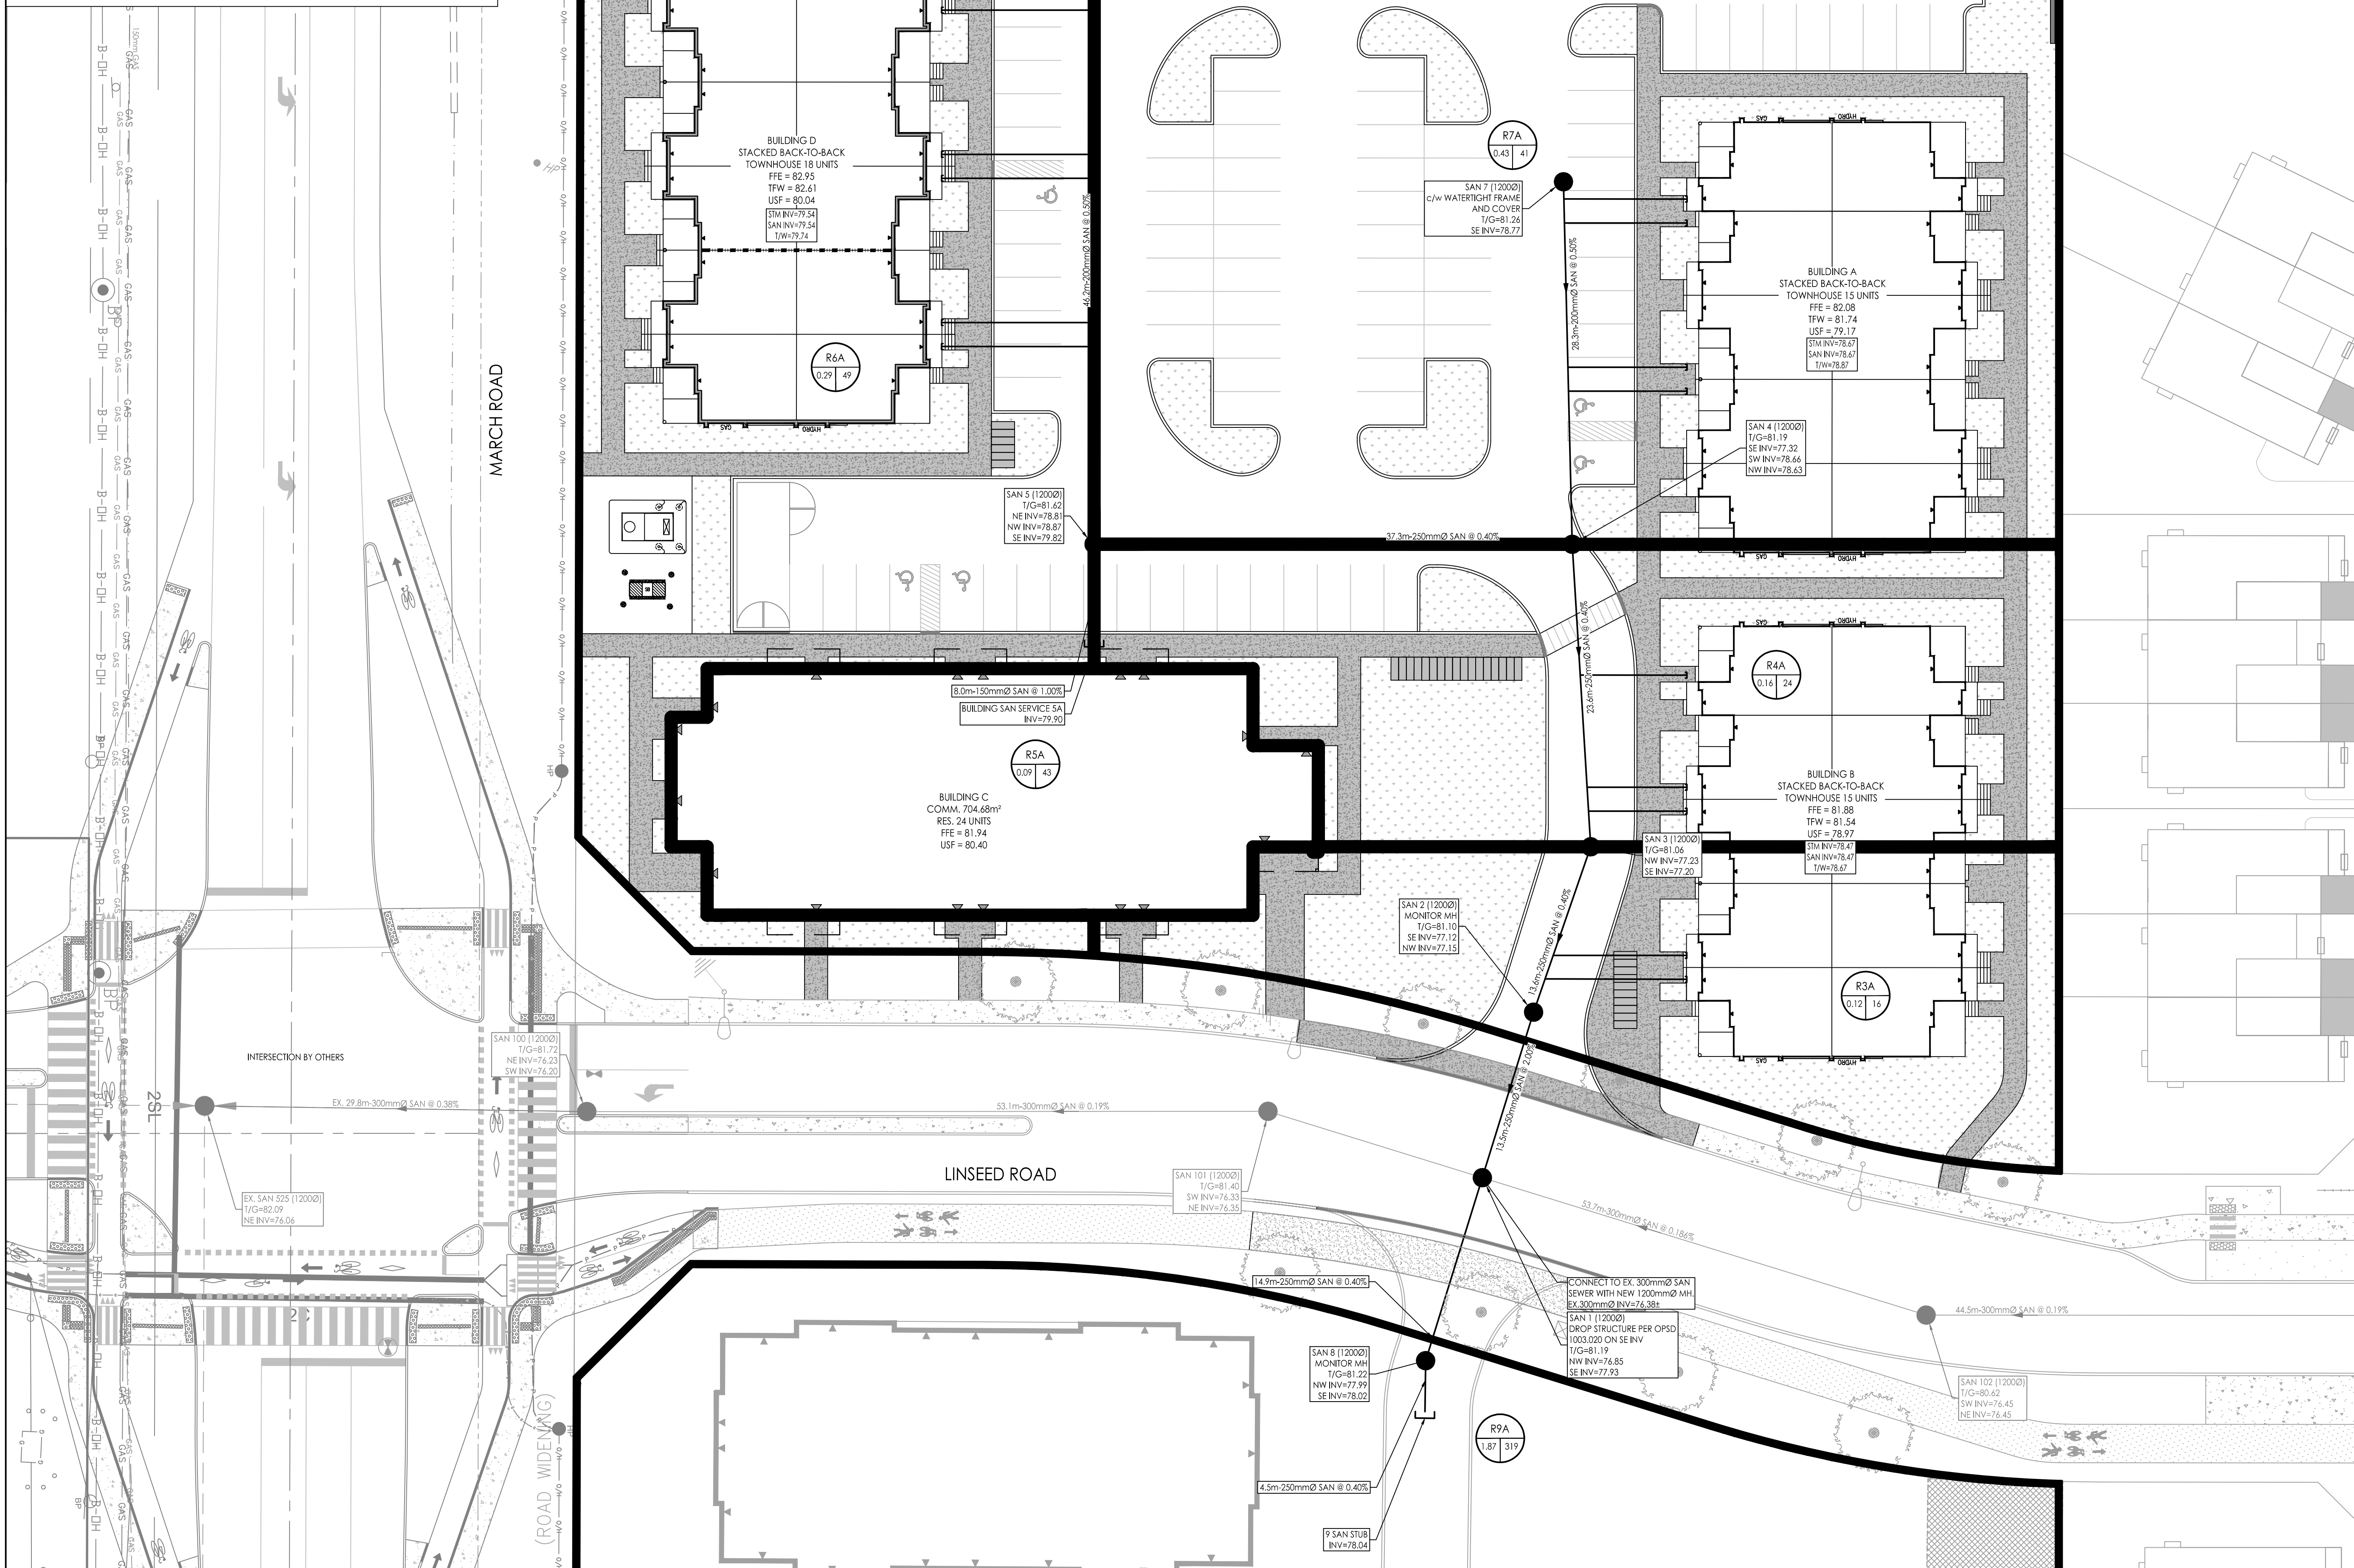 BUILDING D
STACKED BACK-TO-BACK
TOWNHOUSE 18 UNITS
FFE = 82.95
TFW = 82.61
USF = 80.04
STM INV=79.54
SAN INV=79.54
T/W=79.74
R6A
0.29 49
GAS
HYDRO
46.2m-200mmØ SAN @ 0.50%
MARCH ROAD
150mm GAS
R7A
0.43 41
SAN 7 (1200Ø)
c/w WATERTIGHT FRAME
AND COVER
T/G=81.26
SE INV=78.77
28.3m-200mmØ SAN @ 0.50%
GAS
HYDRO
BUILDING A
STACKED BACK-TO-BACK
TOWNHOUSE 15 UNITS
FFE = 82.08
TFW = 81.74
USF = 79.17
STM INV=78.67
SAN INV=78.67
T/W=78.87
GAS
HYDRO
SAN 4 (1200Ø)
T/G=81.19
SE INV=77.32
SW INV=78.66
NW INV=78.63
SAN 5 (1200Ø)
T/G=81.62
NE INV=78.81
NW INV=78.87
SE INV=79.82
37.3m-250mmØ SAN @ 0.40%
23.6m-250mmØ SAN @ 0.40%
8.0m-150mmØ SAN @ 1.00%
BUILDING SAN SERVICE 5A
INV=79.90
R5A
0.09 43
BUILDING C
COMM. 704.68m²
RES. 24 UNITS
FFE = 81.94
USF = 80.40
GAS
HYDRO
R4A
0.16 24
BUILDING B
STACKED BACK-TO-BACK
TOWNHOUSE 15 UNITS
FFE = 81.88
TFW = 81.54
USF = 78.97
STM INV=78.47
SAN INV=78.47
T/W=78.67
SAN 3 (1200Ø)
T/G=81.06
NW INV=77.23
SE INV=77.20
R3A
0.12 16
GAS
HYDRO
SAN 2 (1200Ø)
MONITOR MH
T/G=81.10
SE INV=77.12
NW INV=77.15
13.6m-250mmØ SAN @ 0.40%
13.5m-250mmØ SAN @ 2.00%
INTERSECTION BY OTHERS
SAN 100 (1200Ø)
T/G=81.72
NE INV=76.23
SW INV=76.20
EX. 29.8m-300mmØ SAN @ 0.38%
53.1m-300mmØ SAN @ 0.19%
2SL
LINSEED ROAD
EX. SAN 525 (1200Ø)
T/G=82.09
NE INV=76.06
SAN 101 (1200Ø)
T/G=81.40
SW INV=76.33
NE INV=76.35
53.7m-300mmØ SAN @ 0.186%
14.9m-250mmØ SAN @ 0.40%
CONNECT TO EX. 300mmØ SAN
SEWER WITH NEW 1200mmØ MH.
EX.300mmØ INV=76.38±
SAN 1 (1200Ø)
DROP STRUCTURE PER OPSD
1003.020 ON SE INV
T/G=81.19
NW INV=76.85
SE INV=77.93
44.5m-300mmØ SAN @ 0.19%
SAN 8 (1200Ø)
MONITOR MH
T/G=81.22
NW INV=77.99
SE INV=78.02
SAN 102 (1200Ø)
T/G=80.62
SW INV=76.45
NE INV=76.45
R9A
1.87 319
(ROAD WIDENING)
4.5m-250mmØ SAN @ 0.40%
9 SAN STUB
INV=78.04